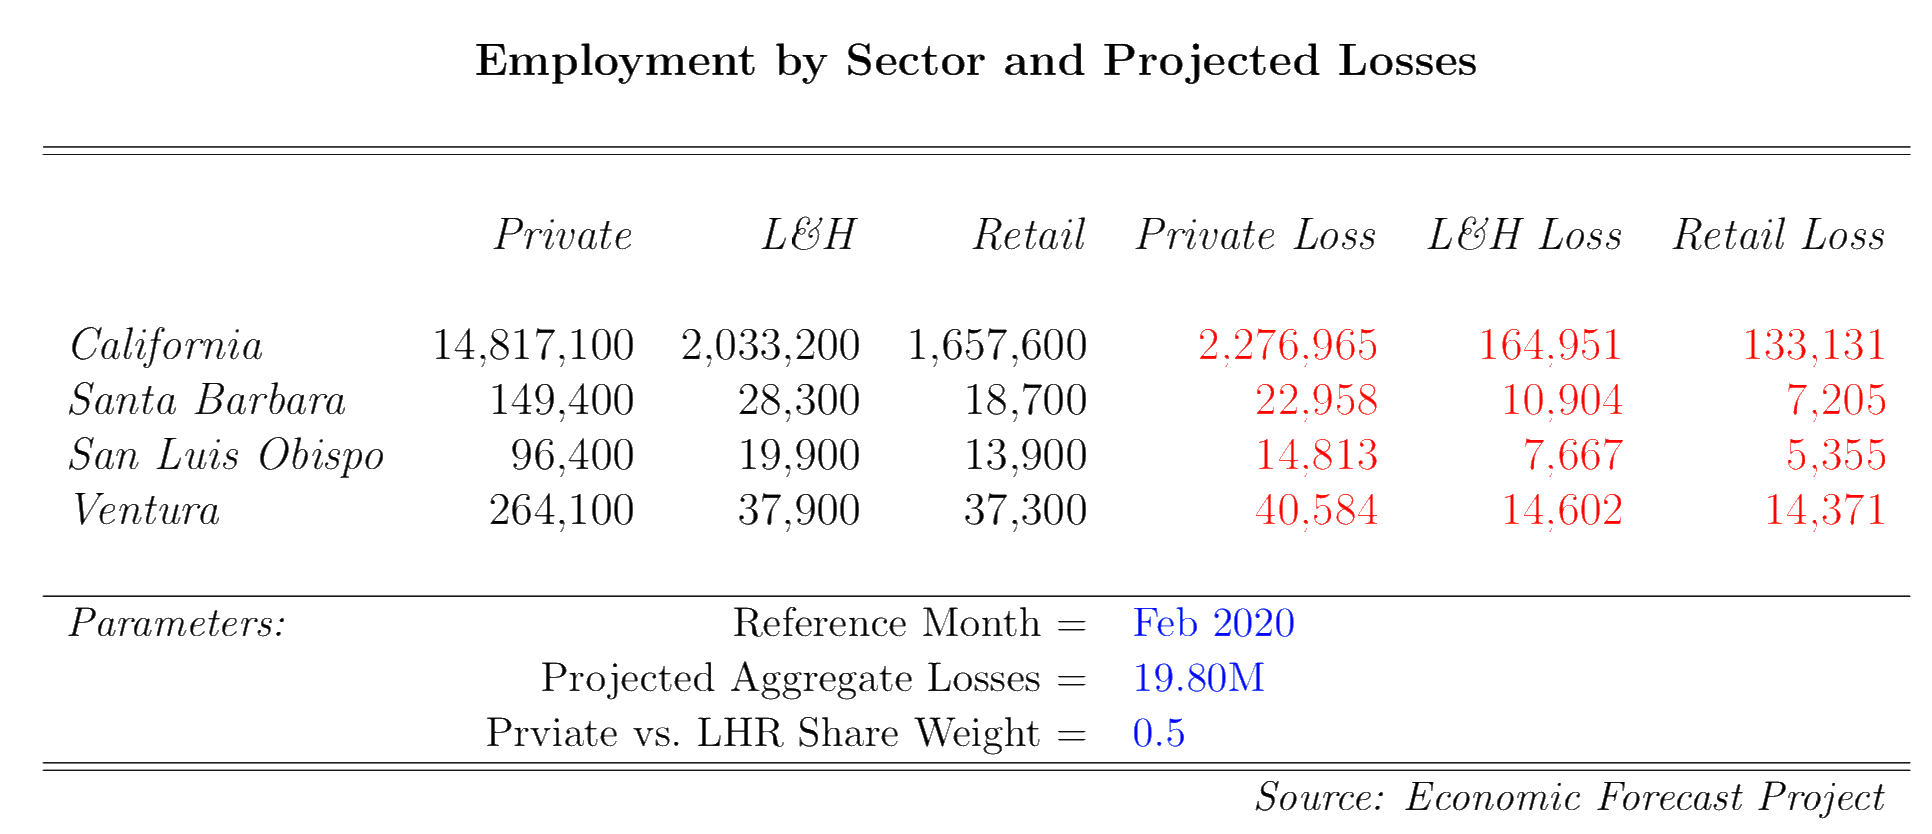 Employment by Sector and Projected Losses
Private L&H Retail Private Loss L&H Loss Retail Loss
California 14,817,100 2,033,200 1,657,600 2,276,965 164,951 133,131
Santa Barbara 149,400 28,300 18,700 22,958 10,904 7,205
San Luis Obispo 96,400 19,900 13,900 14,813 7,667 5,355
Ventura 264,100 37,900 37,300 40,584 14,602 14,371
Parameters: Reference Month = Feb 2020
Projected Aggregate Losses = 19.80M
Prviate vs. LHR Share Weight = 0.5
Source: Economic Forecast Project